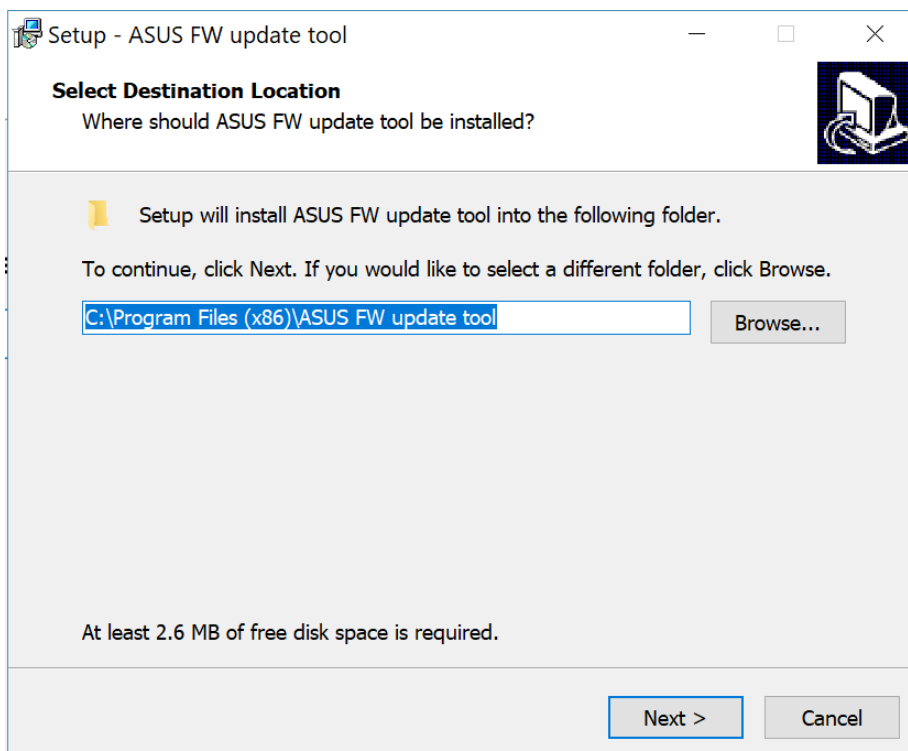 Setup - ASUS FW update tool
Select Destination Location
Where should ASUS FW update tool be installed?
Setup will install ASUS FW update tool into the following folder.
To continue, click Next. If you would like to select a different folder, click Browse.
C:\Program Files (x86)\ASUS FW update tool
Browse...
At least 2.6 MB of free disk space is required.
Next >
Cancel